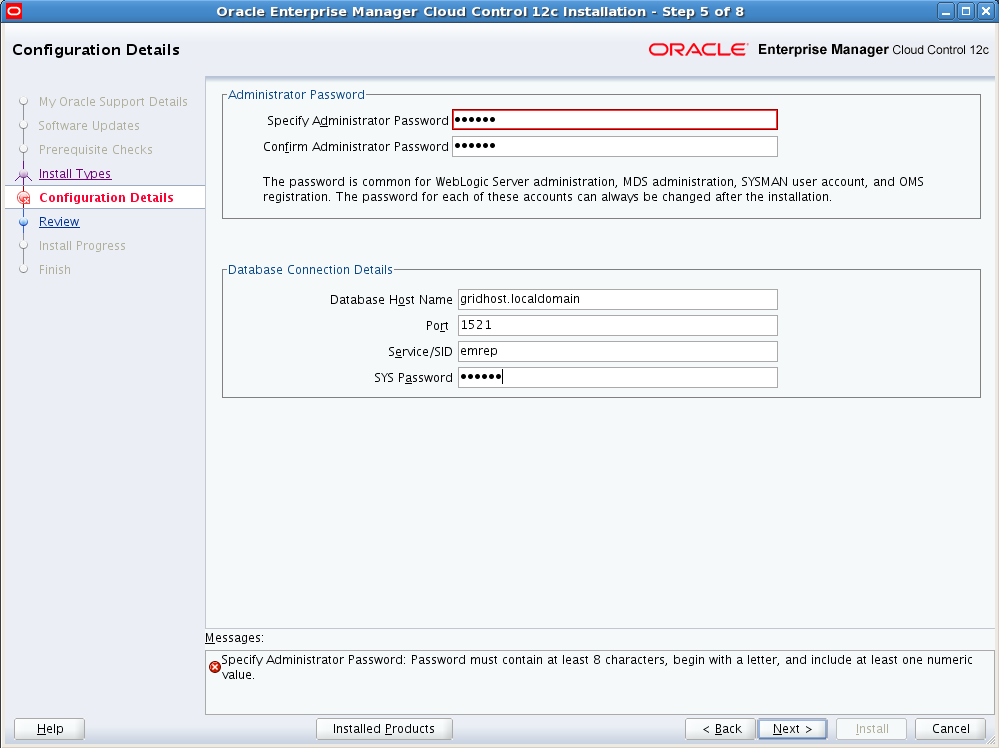 Oracle Enterprise Manager Cloud Control 12c Installation - Step 5 of 8
Configuration Details
ORACLE Enterprise Manager Cloud Control 12c
My Oracle Support Details
Software Updates
Prerequisite Checks
Install Types
Configuration Details
Review
Install Progress
Finish
Administrator Password
Specify Administrator Password ••••••
Confirm Administrator Password ••••••
The password is common for WebLogic Server administration, MDS administration, SYSMAN user account, and OMS
registration. The password for each of these accounts can always be changed after the installation.
Database Connection Details
Database Host Name gridhost.localdomain
Port 1521
Service/SID emrep
SYS Password ••••••
Messages:
Specify Administrator Password: Password must contain at least 8 characters, begin with a letter, and include at least one numeric
value.
Help Installed Products < Back Next > Install Cancel